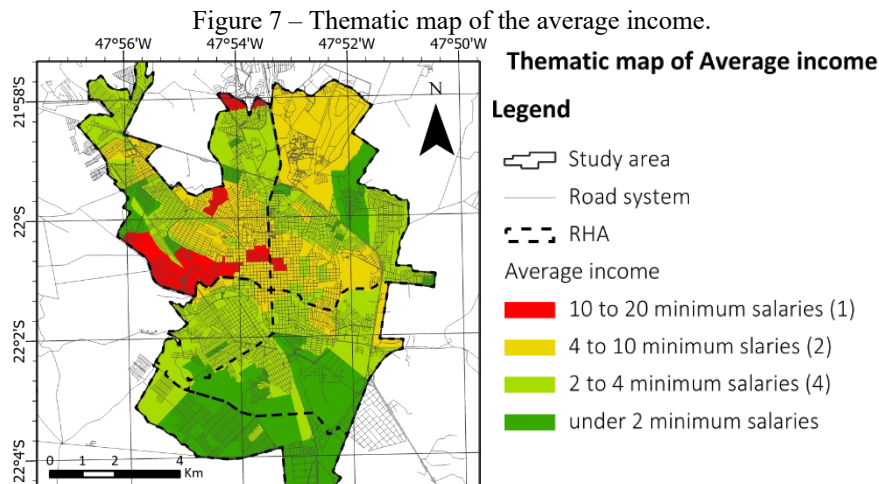 Figure 7 – Thematic map of the average income.
47°56'W 47°54'W 47°52'W 47°50'W
21°58'S
22°S
22°2'S
22°4'S
N
0 1 2 4
Km
Thematic map of Average income
Legend
Study area
Road system
RHA
Average income
10 to 20 minimum salaries (1)
4 to 10 minimum slaries (2)
2 to 4 minimum salaries (4)
under 2 minimum salaries